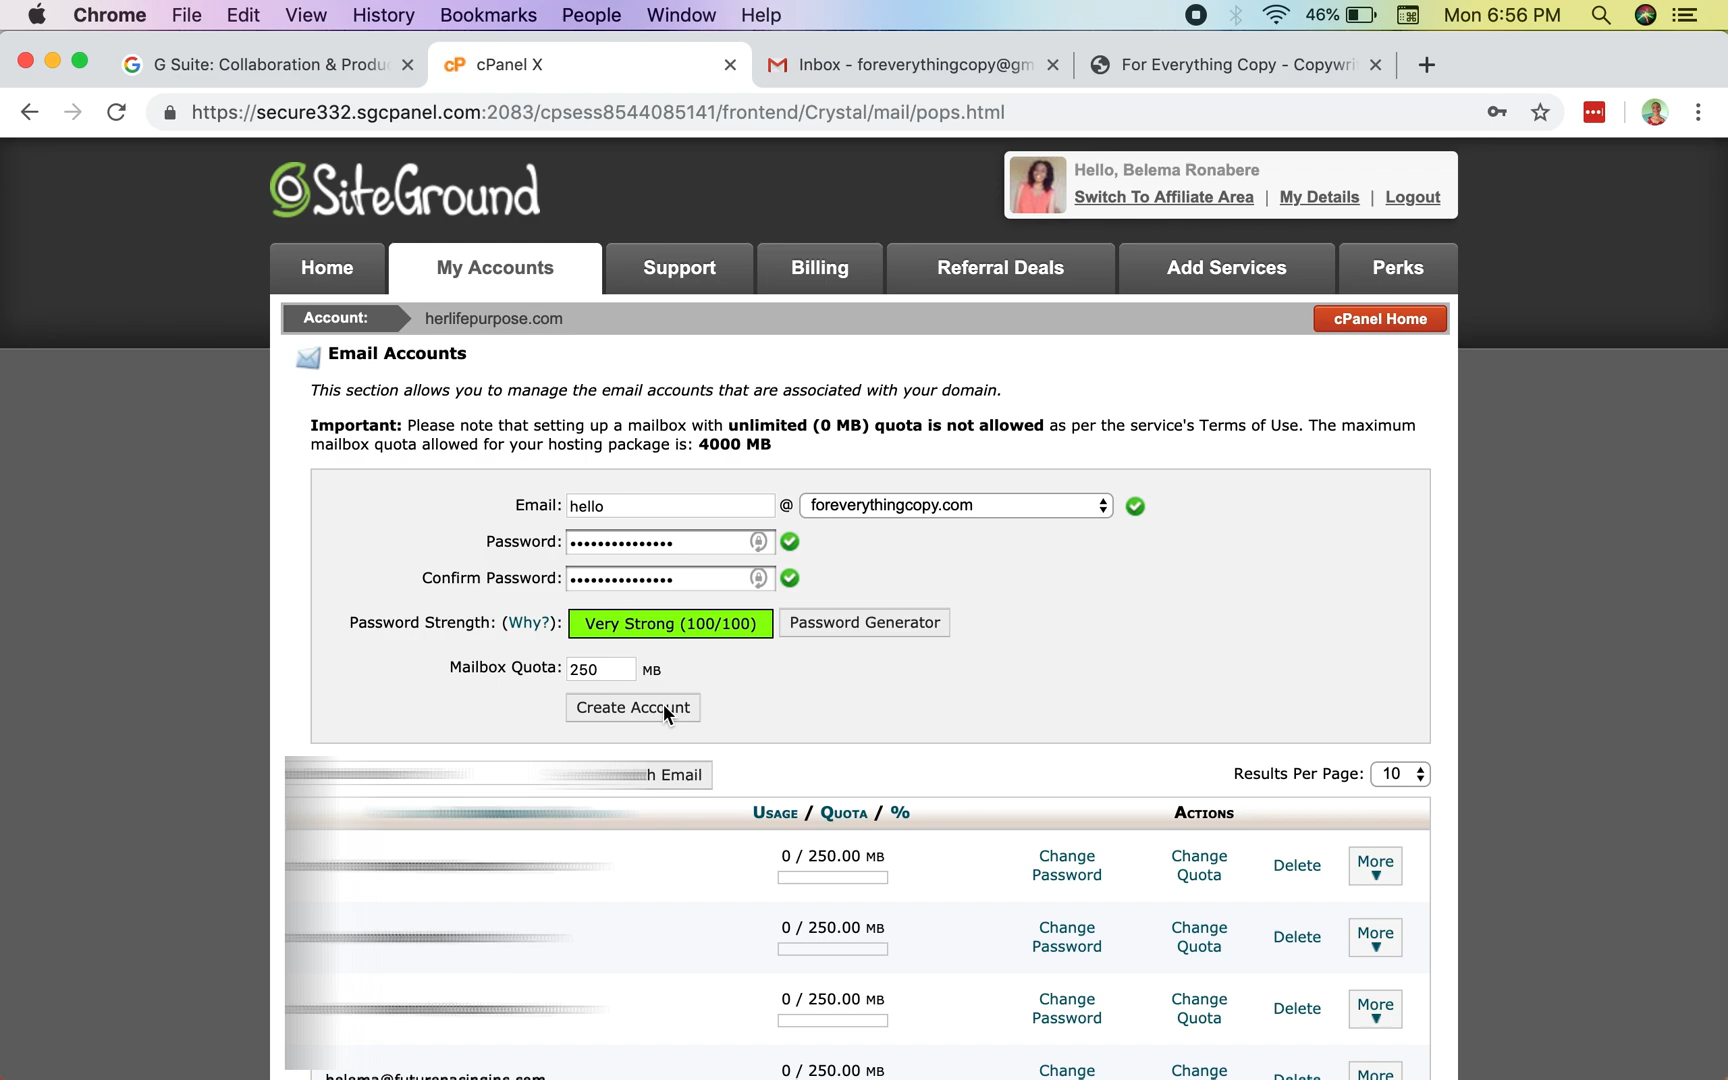 Chrome File Edit View History Bookmarks People Window Help 46% Mon 6:56 PM
G Suite: Collaboration & Produ
cP cPanel X
Inbox - foreverythingcopy@gm
For Everything Copy - Copywri
https://secure332.sgcpanel.com:2083/cpsess8544085141/frontend/Crystal/mail/pops.html
SiteGround
Hello, Belema Ronabere
Switch To Affiliate Area | My Details | Logout
Home My Accounts Support Billing Referral Deals Add Services Perks
Account: herlifepurpose.com cPanel Home
Email Accounts
This section allows you to manage the email accounts that are associated with your domain.
Important: Please note that setting up a mailbox with unlimited (0 MB) quota is not allowed as per the service's Terms of Use. The maximum
mailbox quota allowed for your hosting package is: 4000 MB
Email: hello @ foreverythingcopy.com
Password: •••••••••••••••
Confirm Password: •••••••••••••••
Password Strength: (Why?): Very Strong (100/100) Password Generator
Mailbox Quota: 250 MB
Create Account
h Email Results Per Page: 10
Usage / Quota / % Actions
0 / 250.00 MB Change Password Change Quota Delete More
0 / 250.00 MB Change Password Change Quota Delete More
0 / 250.00 MB Change Password Change Quota Delete More
0 / 250.00 MB Change Change Delete More